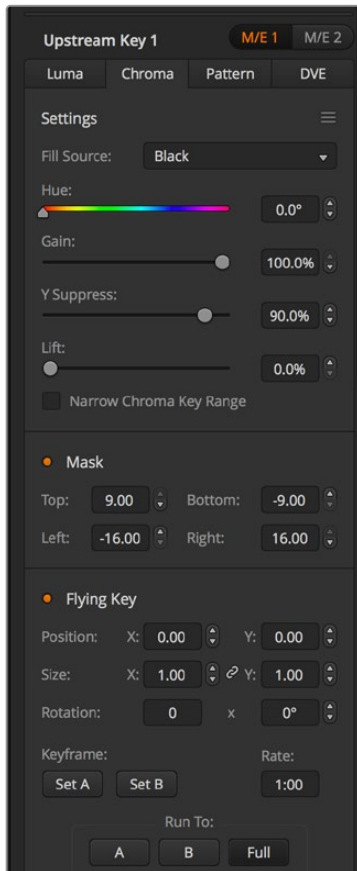 Upstream Key 1 M/E 1 M/E 2
Luma Chroma Pattern DVE
Settings
Fill Source: Black
Hue:
0.0°
Gain:
100.0%
Y Suppress:
90.0%
Lift:
0.0%
Narrow Chroma Key Range
Mask
Top: 9.00 Bottom: -9.00
Left: -16.00 Right: 16.00
Flying Key
Position: X: 0.00 Y: 0.00
Size: X: 1.00 Y: 1.00
Rotation: 0 x 0°
Keyframe: Rate:
Set A Set B 1:00
Run To:
A B Full